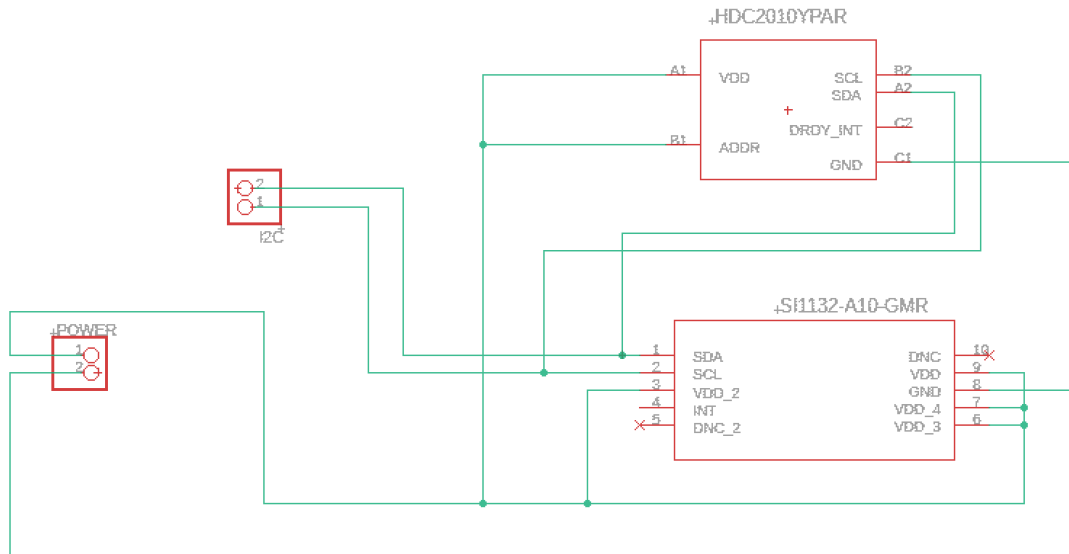 HDC2010YPAR
A1 VDD SCL B2
SDA A2
DRDY_INT C2
B1 ADDR
GND C1
2
1
I2C
SI1132-A10-GMR
POWER
1
2
1 SDA DNC 10
2 SCL VDD 9
3 VDD_2 GND 8
4 INT VDD_4 7
5 DNC_2 VDD_3 6